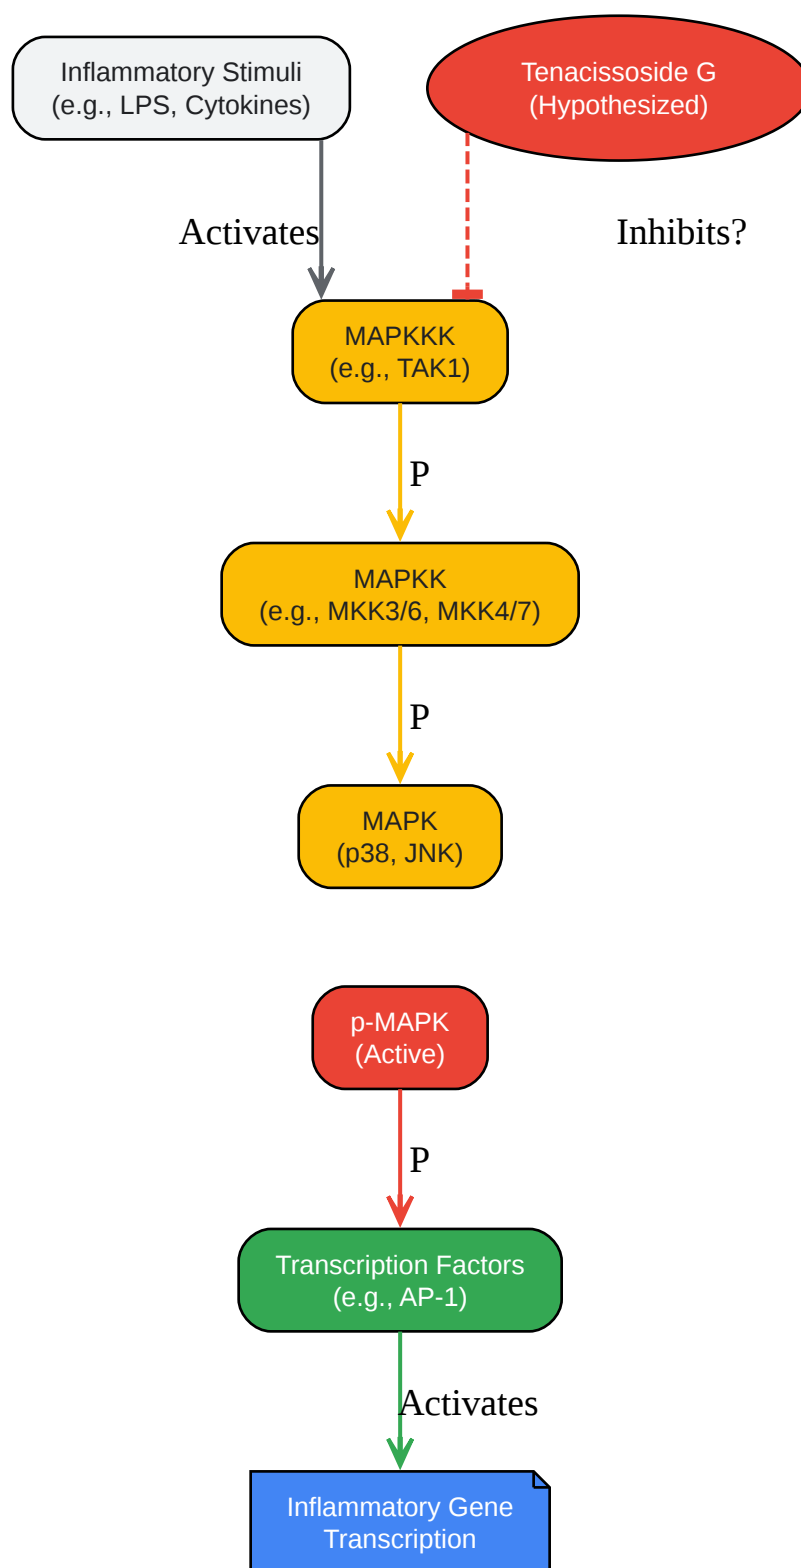 Inflammatory Stimuli
(e.g., LPS, Cytokines)
Tenacissoside G
(Hypothesized)
Activates
Inhibits?
MAPKKK
(e.g., TAK1)
P
MAPKK
(e.g., MKK3/6, MKK4/7)
P
MAPK
(p38, JNK)
p-MAPK
(Active)
P
Transcription Factors
(e.g., AP-1)
Activates
Inflammatory Gene
Transcription